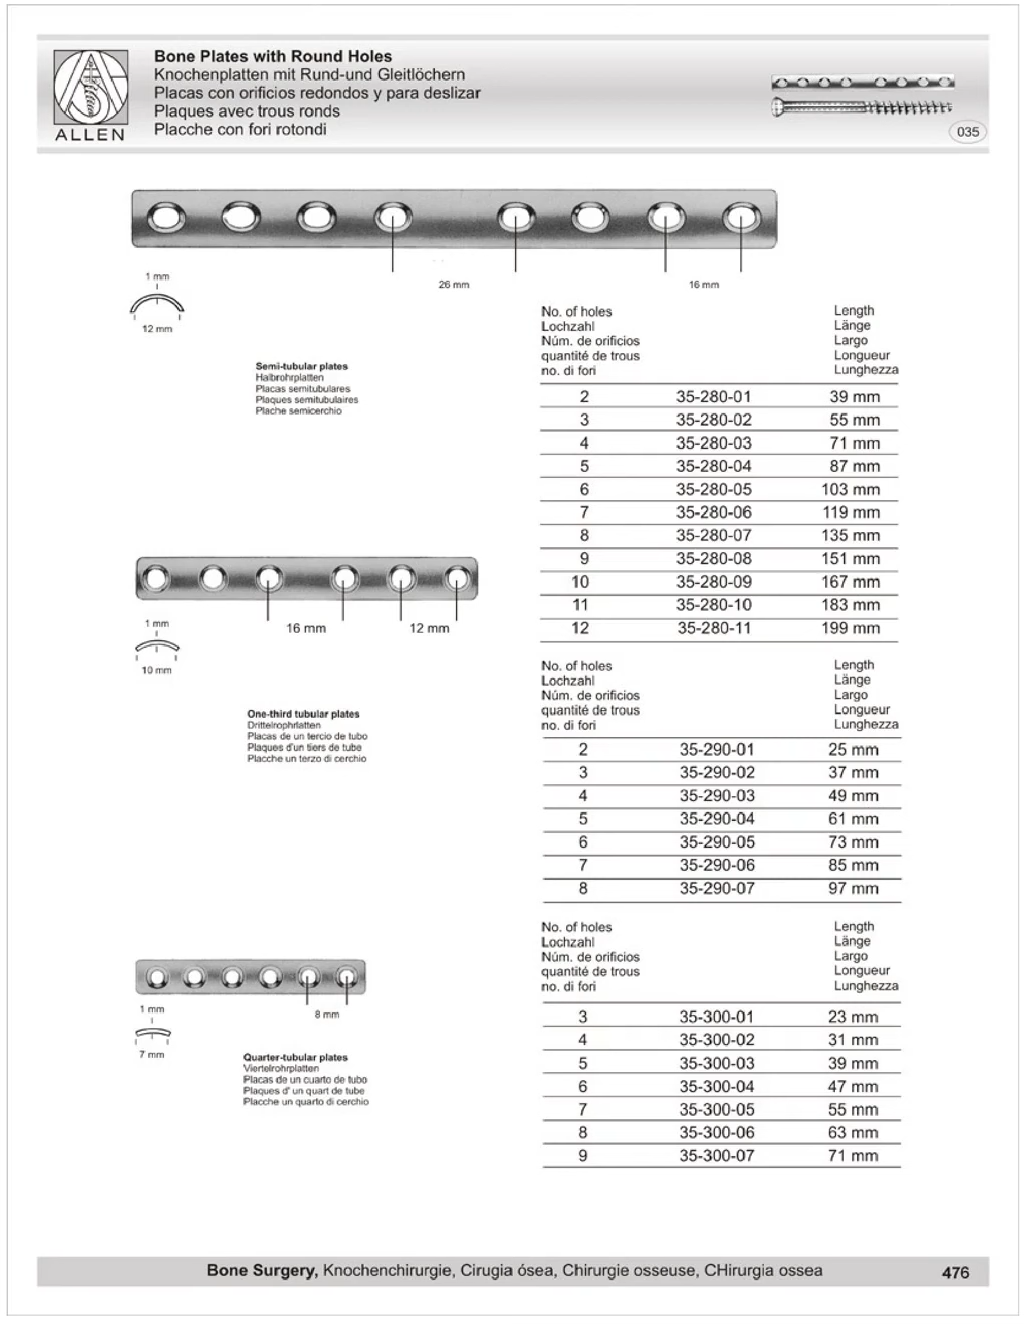 Bone Plates with Round Holes
Knochenplatten mit Rund-und Gleitlöchern
Placas con orificios redondos y para deslizar
Plaques avec trous ronds
Placche con fori rotondi
ALLEN
035
26 mm
16 mm
1 mm
12 mm
Semi-tubular plates
Halbrohrplatten
Placas semitubulares
Plaques semitubulaires
Plache semicerchio
No. of holes Length
Lochzahl Länge
Núm. de orificios Largo
quantité de trous Longueur
no. di fori Lunghezza
2 35-280-01 39 mm
3 35-280-02 55 mm
4 35-280-03 71 mm
5 35-280-04 87 mm
6 35-280-05 103 mm
7 35-280-06 119 mm
8 35-280-07 135 mm
9 35-280-08 151 mm
10 35-280-09 167 mm
11 35-280-10 183 mm
12 35-280-11 199 mm
16 mm
12 mm
1 mm
10 mm
One-third tubular plates
Drittelrophrlatten
Placas de un tercio de tubo
Plaques d'un tiers de tube
Placche un terzo di cerchio
No. of holes Length
Lochzahl Länge
Núm. de orificios Largo
quantité de trous Longueur
no. di fori Lunghezza
2 35-290-01 25 mm
3 35-290-02 37 mm
4 35-290-03 49 mm
5 35-290-04 61 mm
6 35-290-05 73 mm
7 35-290-06 85 mm
8 35-290-07 97 mm
8 mm
1 mm
7 mm
Quarter-tubular plates
Viertelrohrplatten
Placas de un cuarto de tubo
Plaques d' un quart de tube
Placche un quarto di cerchio
No. of holes Length
Lochzahl Länge
Núm. de orificios Largo
quantité de trous Longueur
no. di fori Lunghezza
3 35-300-01 23 mm
4 35-300-02 31 mm
5 35-300-03 39 mm
6 35-300-04 47 mm
7 35-300-05 55 mm
8 35-300-06 63 mm
9 35-300-07 71 mm
Bone Surgery, Knochenchirurgie, Cirugia ósea, Chirurgie osseuse, CHirurgia ossea
476